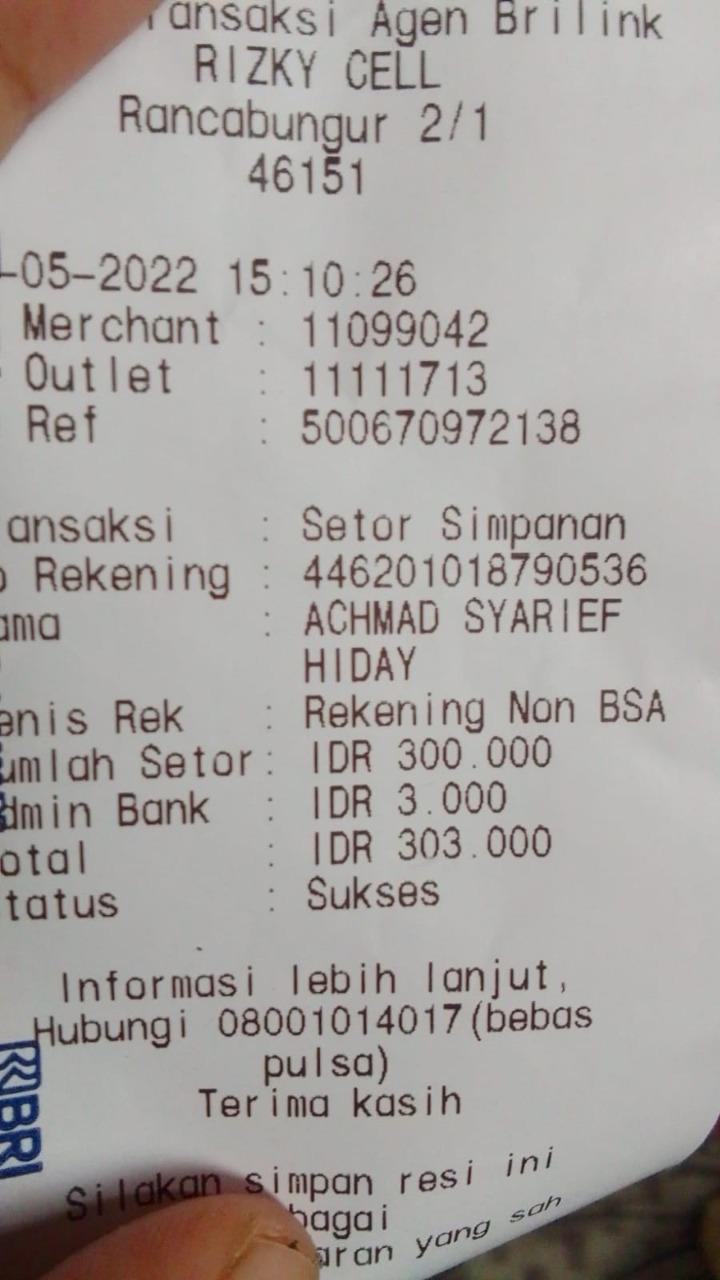 ansaksi Agen Brilink
RIZKY CELL
Rancabungur 2/1
46151
-05-2022 15:10:26
Merchant : 11099042
Outlet : 11111713
Ref : 500670972138
ansaksi : Setor Simpanan
Rekening : 446201018790536
ama : ACHMAD SYARIEF
HIDAY
enis Rek : Rekening Non BSA
umlah Setor: IDR 300.000
dmin Bank : IDR 3.000
otal : IDR 303.000
tatus : Sukses
Informasi lebih lanjut,
Hubungi 08001014017(bebas
pulsa)
Terima kasih
BRI
Silakan simpan resi ini
bagai
aran yang sah